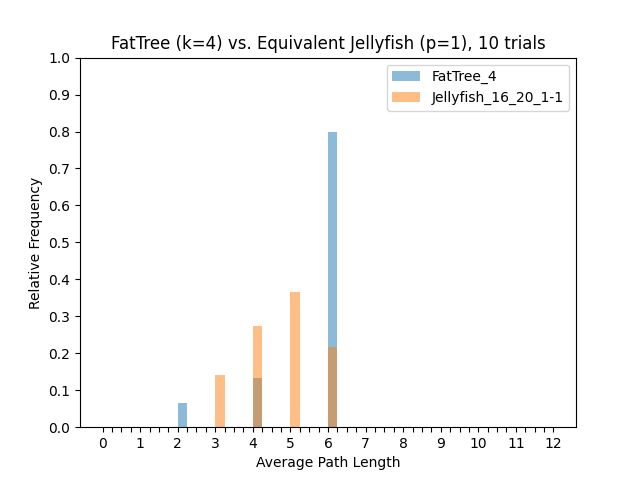 FatTree (k=4) vs. Equivalent Jellyfish (p=1), 10 trials
FatTree_4
Jellyfish_16_20_1-1
Relative Frequency
1.0
0.9
0.8
0.7
0.6
0.5
0.4
0.3
0.2
0.1
0.0
0 1 2 3 4 5 6 7 8 9 10 11 12
Average Path Length